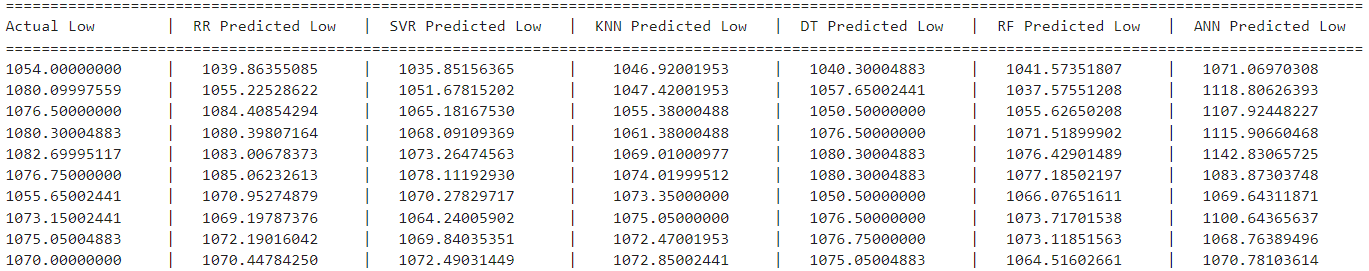 Actual Low | RR Predicted Low | SVR Predicted Low | KNN Predicted Low | DT Predicted Low | RF Predicted Low | ANN Predicted Low
1054.00000000 | 1039.86355085 | 1035.85156365 | 1046.92001953 | 1040.30004883 | 1041.57351807 | 1071.06970308
1080.09997559 | 1055.22528622 | 1051.67815202 | 1047.42001953 | 1057.65002441 | 1037.57551208 | 1118.80626393
1076.50000000 | 1084.40854294 | 1065.18167530 | 1055.38000488 | 1050.50000000 | 1055.62650208 | 1107.92448227
1080.30004883 | 1080.39807164 | 1068.09109369 | 1061.38000488 | 1076.50000000 | 1071.51899902 | 1115.90660468
1082.69995117 | 1083.00678373 | 1073.26474563 | 1069.01000977 | 1080.30004883 | 1076.42901489 | 1142.83065725
1076.75000000 | 1085.06232613 | 1078.11192930 | 1074.01999512 | 1080.30004883 | 1077.18502197 | 1083.87303748
1055.65002441 | 1070.95274879 | 1070.27829717 | 1073.35000000 | 1050.50000000 | 1066.07651611 | 1069.64311871
1073.15002441 | 1069.19787376 | 1064.24005902 | 1075.05000000 | 1076.50000000 | 1073.71701538 | 1100.64365637
1075.05004883 | 1072.19016042 | 1069.84035351 | 1072.47001953 | 1076.75000000 | 1073.11851563 | 1068.76389496
1070.00000000 | 1070.44784250 | 1072.49031449 | 1072.85002441 | 1075.05004883 | 1064.51602661 | 1070.78103614